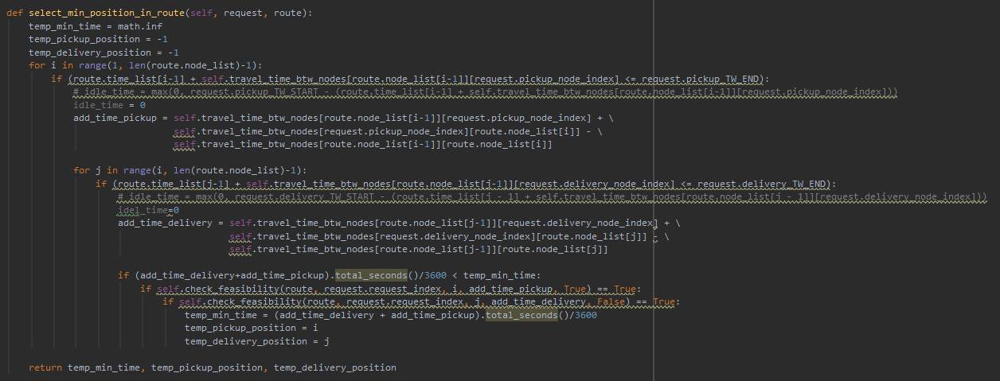 def select_min_position_in_route(self, request, route):
    temp_min_time = math.inf
    temp_pickup_position = -1
    temp_delivery_position = -1
    for i in range(1, len(route.node_list)-1):
        if (route.time_list[i-1] + self.travel_time_btw_nodes[route.node_list[i-1]][request.pickup_node_index] <= request.pickup_TW_END):
            # idle_time = max(0, request.pickup_TW_START - (route.time_list[i-1] + self.travel_time_btw_nodes[route.node_list[i-1]][request.pickup_node_index]))
            idle_time = 0
            add_time_pickup = self.travel_time_btw_nodes[route.node_list[i-1]][request.pickup_node_index] + \
                              self.travel_time_btw_nodes[request.pickup_node_index][route.node_list[i]] - \
                              self.travel_time_btw_nodes[route.node_list[i-1]][route.node_list[i]]
            for j in range(i, len(route.node_list)-1):
                if (route.time_list[j-1] + self.travel_time_btw_nodes[route.node_list[j-1]][request.delivery_node_index] <= request.delivery_TW_END):
                    # idle_time = max(0, request.delivery_TW_START - (route.time_list[j - 1] + self.travel_time_btw_nodes[route.node_list[j - 1]][request.delivery_node_index]))
                    idel_time=0
                    add_time_delivery = self.travel_time_btw_nodes[route.node_list[j-1]][request.delivery_node_index] + \
                                        self.travel_time_btw_nodes[request.delivery_node_index][route.node_list[j]] - \
                                        self.travel_time_btw_nodes[route.node_list[j-1]][route.node_list[j]]
                    if (add_time_delivery+add_time_pickup).total_seconds()/3600 < temp_min_time:
                        if self.check_feasibility(route, request.request_index, i, add_time_pickup, True) == True:
                            if self.check_feasibility(route, request.request_index, j, add_time_delivery, False) == True:
                                temp_min_time = (add_time_delivery + add_time_pickup).total_seconds()/3600
                                temp_pickup_position = i
                                temp_delivery_position = j
    return temp_min_time, temp_pickup_position, temp_delivery_position